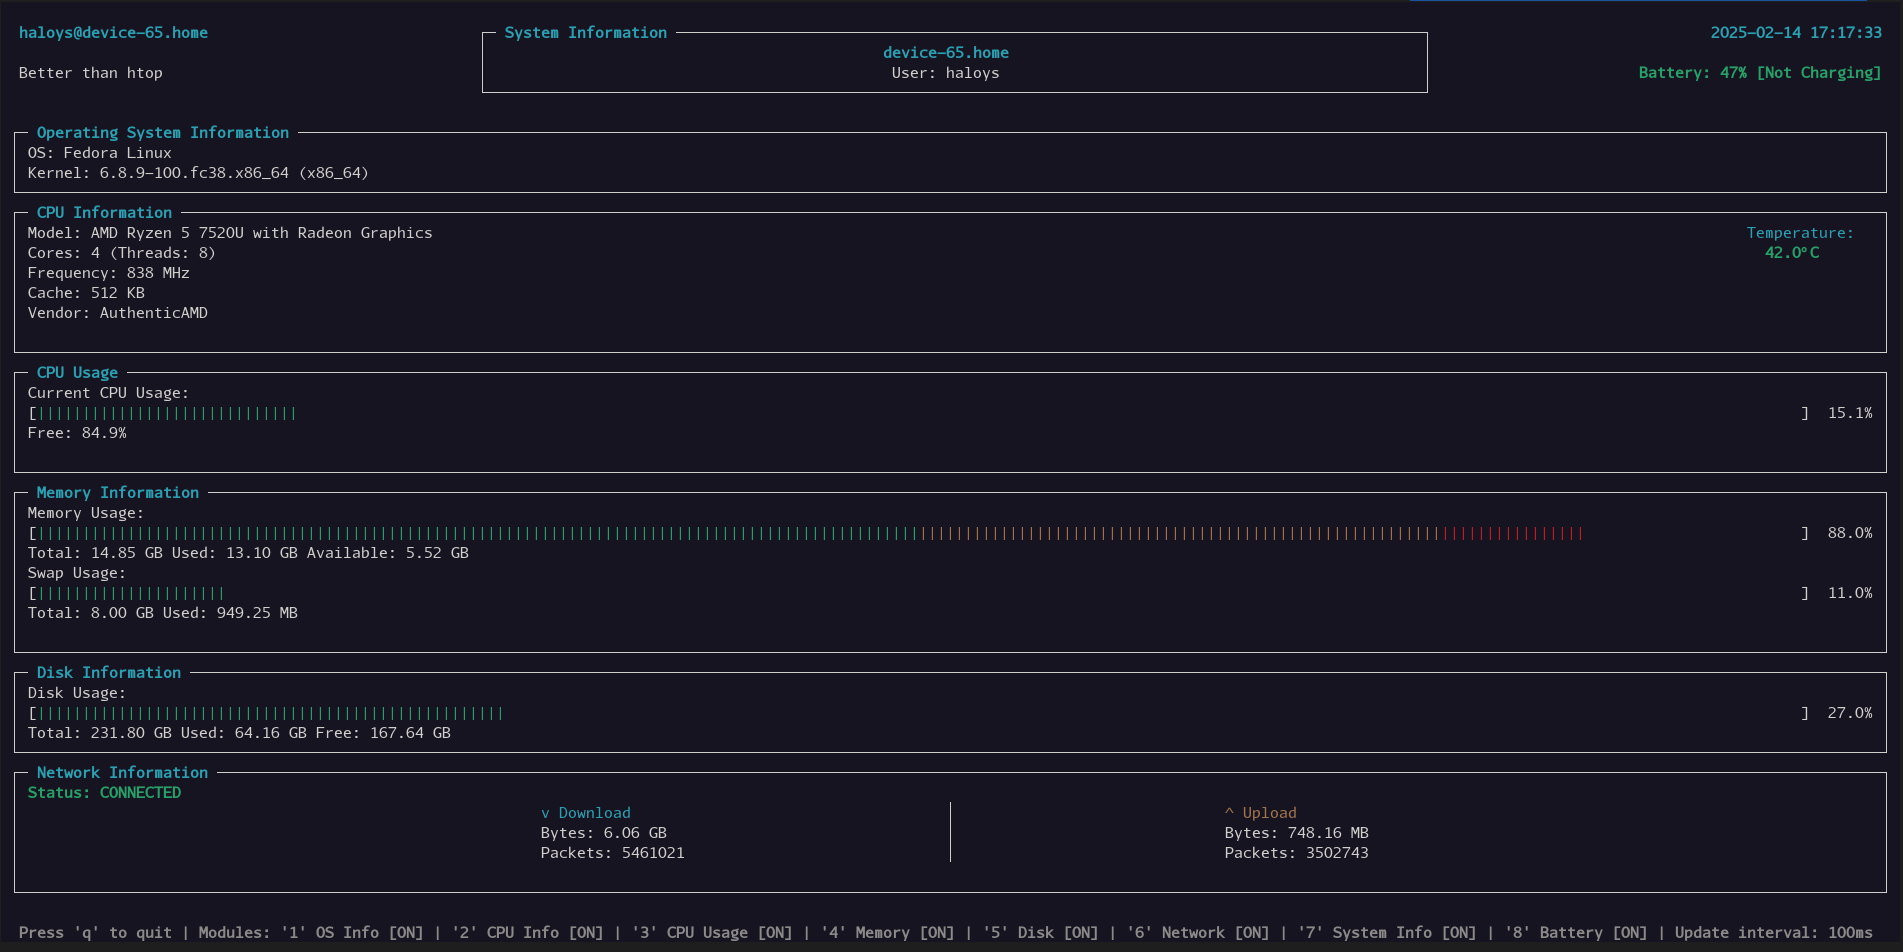 haloys@device-65.home
System Information
2025-02-14 17:17:33
device-65.home
Better than htop
User: haloys
Battery: 47% [Not Charging]
Operating System Information
OS: Fedora Linux
Kernel: 6.8.9-100.fc38.x86_64 (x86_64)
CPU Information
Model: AMD Ryzen 5 7520U with Radeon Graphics
Temperature:
Cores: 4 (Threads: 8)
42.0°C
Frequency: 838 MHz
Cache: 512 KB
Vendor: AuthenticAMD
CPU Usage
Current CPU Usage:
15.1%
Free: 84.9%
Memory Information
Memory Usage:
88.0%
Total: 14.85 GB Used: 13.10 GB Available: 5.52 GB
Swap Usage:
11.0%
Total: 8.00 GB Used: 949.25 MB
Disk Information
Disk Usage:
27.0%
Total: 231.80 GB Used: 64.16 GB Free: 167.64 GB
Network Information
Status: CONNECTED
v Download
Bytes: 6.06 GB
Packets: 5461021
^ Upload
Bytes: 748.16 MB
Packets: 3502743
Press 'q' to quit | Modules: '1' OS Info [ON] | '2' CPU Info [ON] | '3' CPU Usage [ON] | '4' Memory [ON] | '5' Disk [ON] | '6' Network [ON] | '7' System Info [ON] | '8' Battery [ON] | Update interval: 100ms